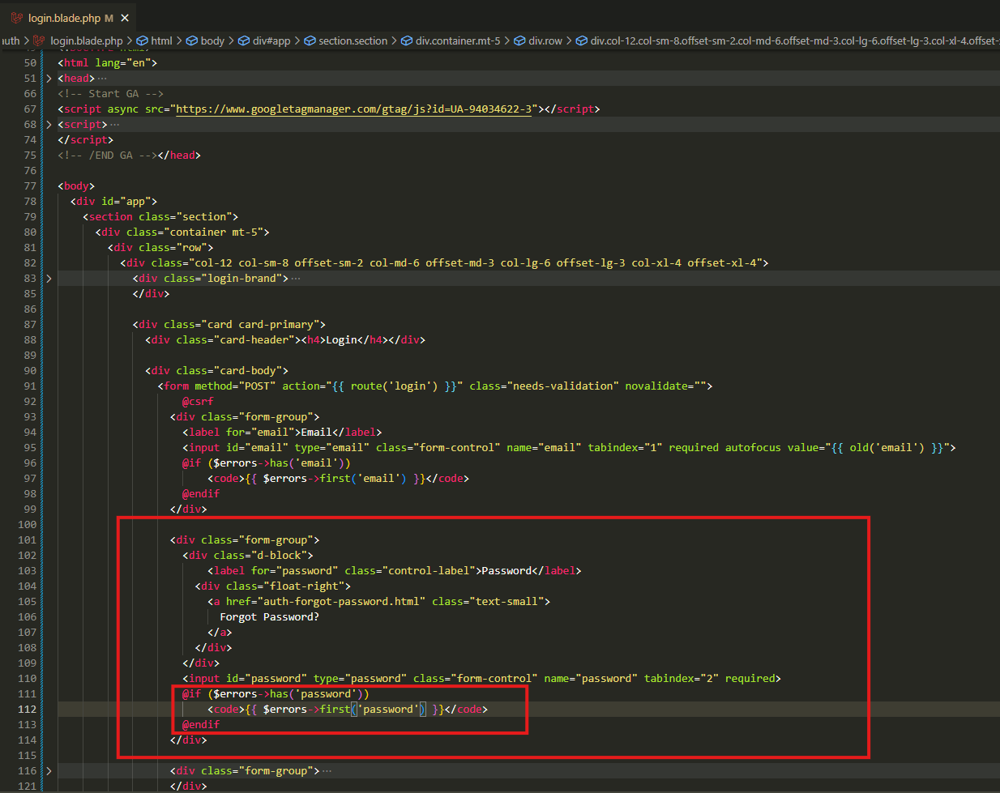 login.blade.php M ×
auth > login.blade.php > html > body > div#app > section.section > div.container.mt-5 > div.row > div.col-12.col-sm-8.offset-sm-2.col-md-6.offset-md-3.col-lg-6.offset-lg-3.col-xl-4.offset-
50 <html lang="en">
51 > <head> ···
66 <!-- Start GA -->
67 <script async src="https://www.googletagmanager.com/gtag/js?id=UA-94034622-3"></script>
68 > <script> ···
74 </script>
75 <!-- /END GA --></head>
76
77 <body>
78 <div id="app">
79 <section class="section">
80 <div class="container mt-5">
81 <div class="row">
82 <div class="col-12 col-sm-8 offset-sm-2 col-md-6 offset-md-3 col-lg-6 offset-lg-3 col-xl-4 offset-xl-4">
83 > <div class="login-brand"> ···
85 </div>
86
87 <div class="card card-primary">
88 <div class="card-header"><h4>Login</h4></div>
89
90 <div class="card-body">
91 <form method="POST" action="{{ route('login') }}" class="needs-validation" novalidate="">
92 @csrf
93 <div class="form-group">
94 <label for="email">Email</label>
95 <input id="email" type="email" class="form-control" name="email" tabindex="1" required autofocus value="{{ old('email') }}">
96 @if ($errors->has('email'))
97 <code>{{ $errors->first('email') }}</code>
98 @endif
99 </div>
100
101 <div class="form-group">
102 <div class="d-block">
103 <label for="password" class="control-label">Password</label>
104 <div class="float-right">
105 <a href="auth-forgot-password.html" class="text-small">
106 Forgot Password?
107 </a>
108 </div>
109 </div>
110 <input id="password" type="password" class="form-control" name="password" tabindex="2" required>
111 @if ($errors->has('password'))
112 <code>{{ $errors->first('password') }}</code>
113 @endif
114 </div>
115
116 > <div class="form-group"> ···
121 </div>